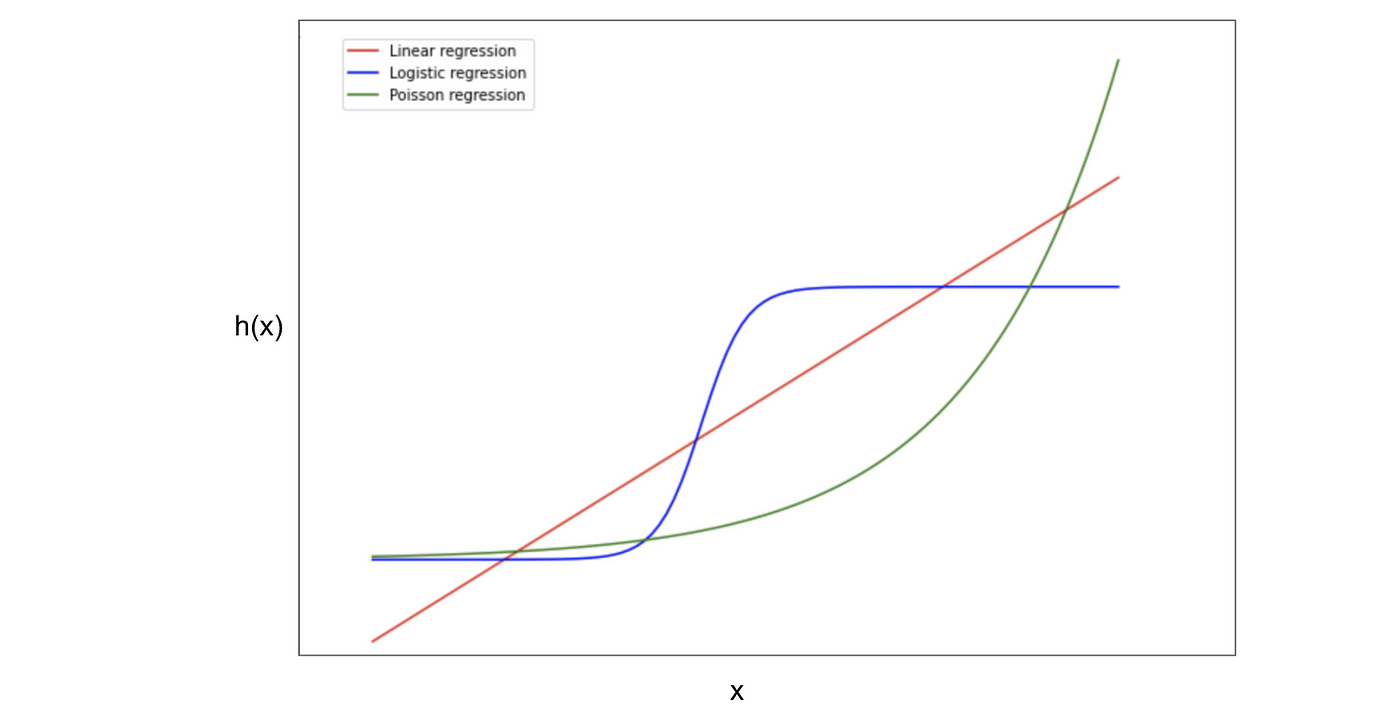 Linear regression
Logistic regression
Poisson regression
h(x)
x